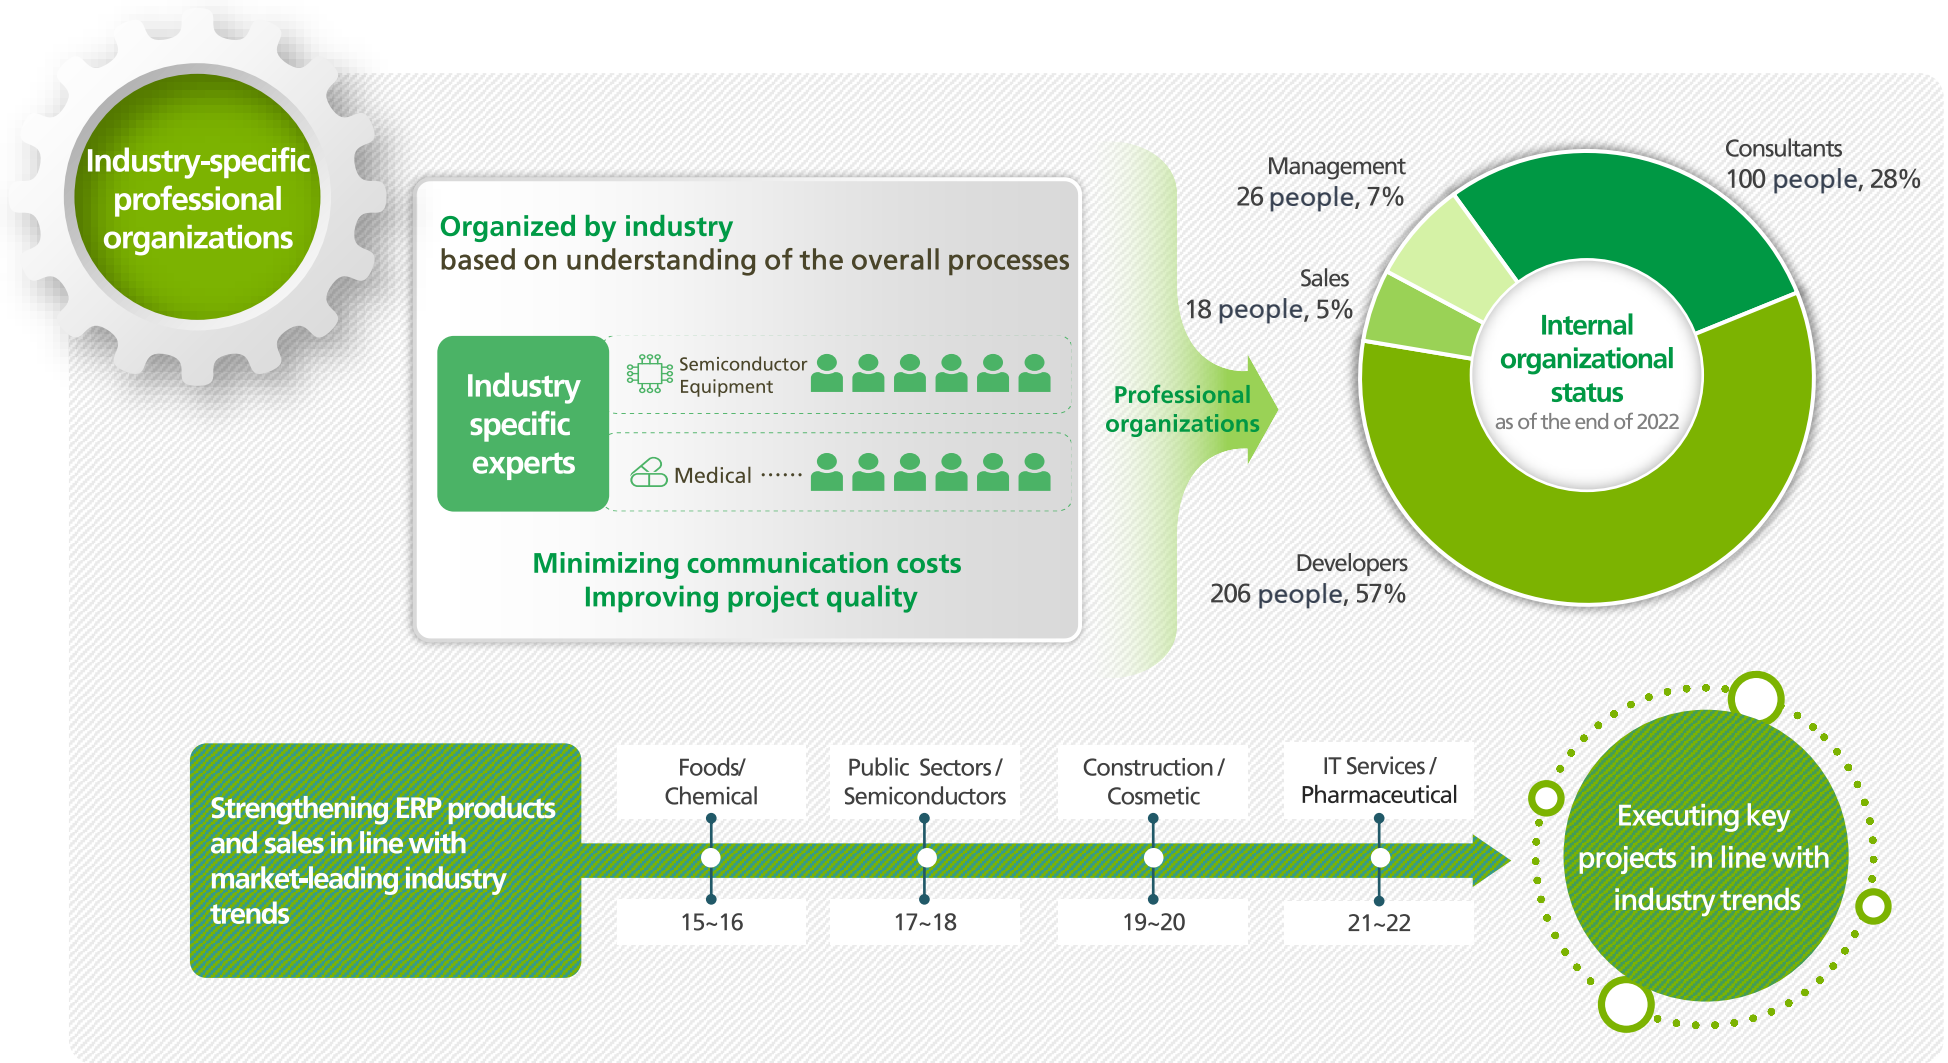 Industry-specific
professional
organizations
Organized by industry
based on understanding of the overall processes
Industry
specific
experts
Semiconductor
Equipment
Medical ······
Minimizing communication costs
Improving project quality
Professional
organizations
Management
26 people, 7%
Sales
18 people, 5%
Developers
206 people, 57%
Consultants
100 people, 28%
Internal
organizational
status
as of the end of 2022
Strengthening ERP products
and sales in line with
market-leading industry
trends
Foods/
Chemical
15~16
Public Sectors /
Semiconductors
17~18
Construction /
Cosmetic
19~20
IT Services /
Pharmaceutical
21~22
Executing key
projects in line with
industry trends